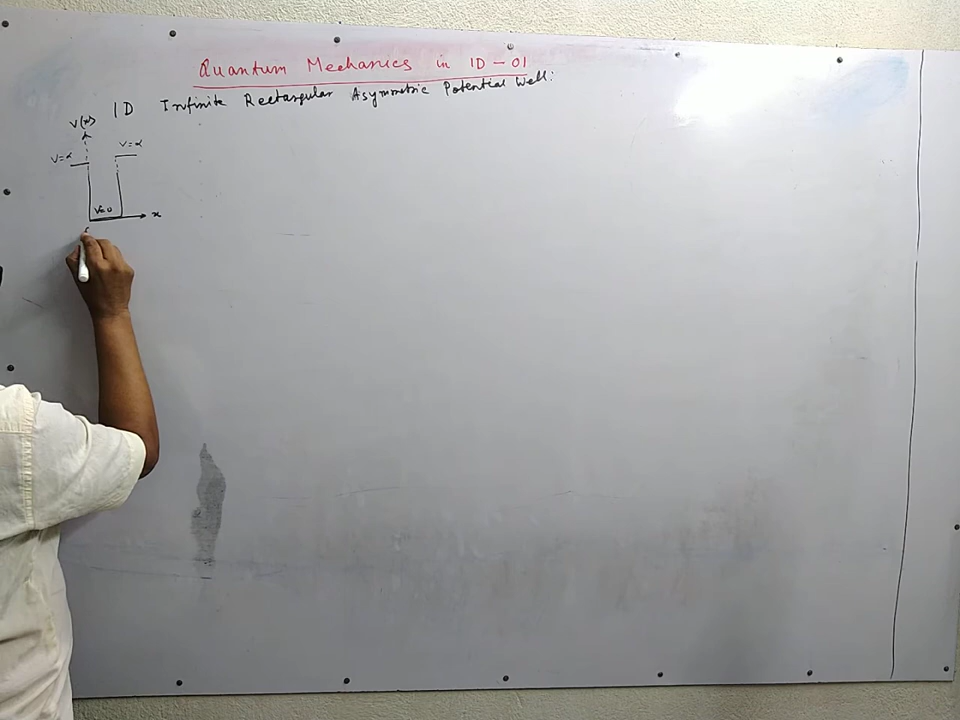 Quantum Mechanics in 1D - 01
1D Infinite Rectangular Asymmetric Potential Well:
V(x)
V=∝ V=∝
V=0
x